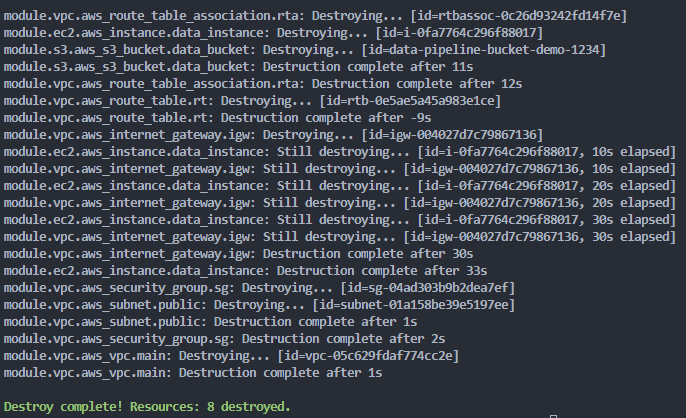 module.vpc.aws_route_table_association.rta: Destroying... [id=rtbassoc-0c26d93242fd14f7e]
module.ec2.aws_instance.data_instance: Destroying... [id=i-0fa7764c296f88017]
module.s3.aws_s3_bucket.data_bucket: Destroying... [id=data-pipeline-bucket-demo-1234]
module.s3.aws_s3_bucket.data_bucket: Destruction complete after 11s
module.vpc.aws_route_table_association.rta: Destruction complete after 12s
module.vpc.aws_route_table.rt: Destroying... [id=rtb-0e5ae5a45a983e1ce]
module.vpc.aws_route_table.rt: Destruction complete after -9s
module.vpc.aws_internet_gateway.igw: Destroying... [id=igw-004027d7c79867136]
module.ec2.aws_instance.data_instance: Still destroying... [id=i-0fa7764c296f88017, 10s elapsed]
module.vpc.aws_internet_gateway.igw: Still destroying... [id=igw-004027d7c79867136, 10s elapsed]
module.ec2.aws_instance.data_instance: Still destroying... [id=i-0fa7764c296f88017, 20s elapsed]
module.vpc.aws_internet_gateway.igw: Still destroying... [id=igw-004027d7c79867136, 20s elapsed]
module.ec2.aws_instance.data_instance: Still destroying... [id=i-0fa7764c296f88017, 30s elapsed]
module.vpc.aws_internet_gateway.igw: Still destroying... [id=igw-004027d7c79867136, 30s elapsed]
module.vpc.aws_internet_gateway.igw: Destruction complete after 30s
module.ec2.aws_instance.data_instance: Destruction complete after 33s
module.vpc.aws_security_group.sg: Destroying... [id=sg-04ad303b9b2dea7ef]
module.vpc.aws_subnet.public: Destroying... [id=subnet-01a158be39e5197ee]
module.vpc.aws_subnet.public: Destruction complete after 1s
module.vpc.aws_security_group.sg: Destruction complete after 2s
module.vpc.aws_vpc.main: Destroying... [id=vpc-05c629fdaf774cc2e]
module.vpc.aws_vpc.main: Destruction complete after 1s
Destroy complete! Resources: 8 destroyed.